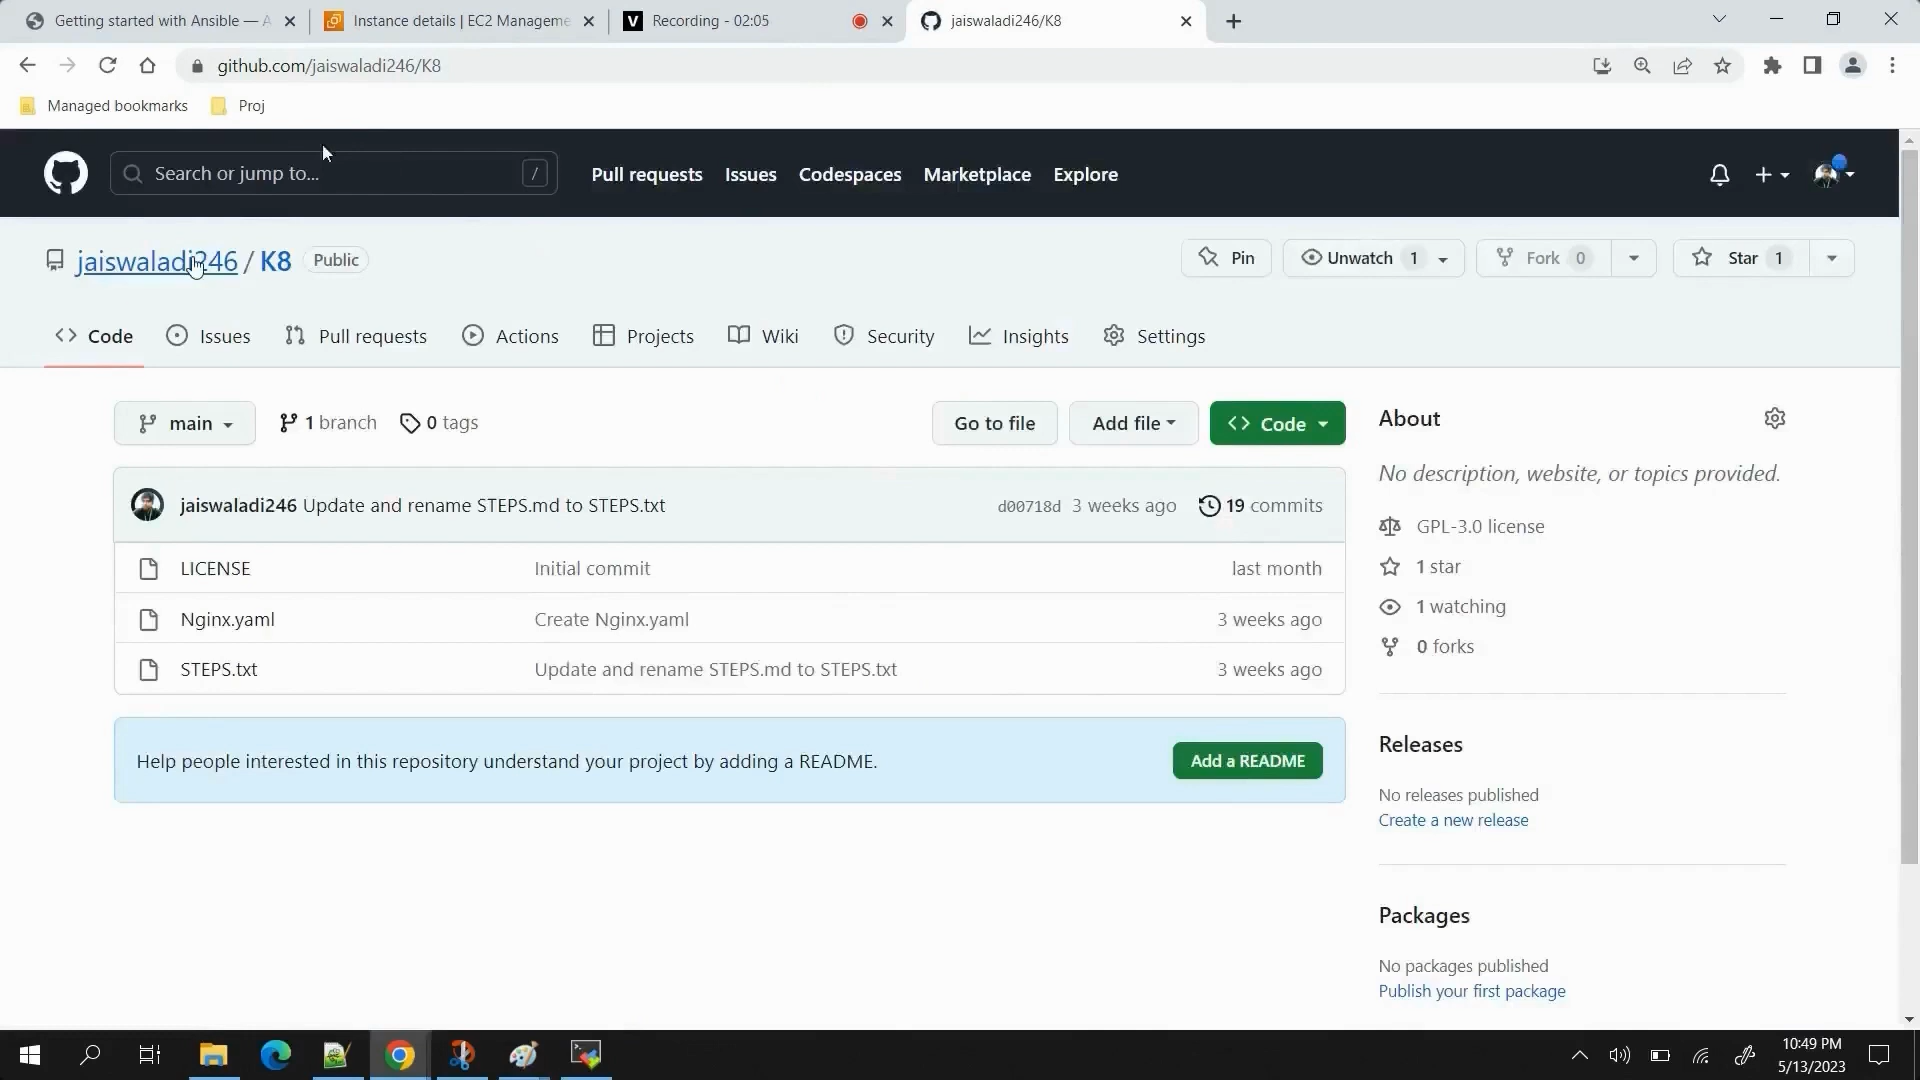 Getting started with Ansible — A
Instance details | EC2 Manageme
V Recording - 02:05
jaiswaladi246/K8
github.com/jaiswaladi246/K8
Managed bookmarks
Proj
Search or jump to...
/
Pull requests
Issues
Codespaces
Marketplace
Explore
jaiswaladi246 / K8
Public
Pin
Unwatch 1
Fork 0
Star 1
Code
Issues
Pull requests
Actions
Projects
Wiki
Security
Insights
Settings
main
1 branch
0 tags
Go to file
Add file
Code
About
No description, website, or topics provided.
jaiswaladi246 Update and rename STEPS.md to STEPS.txt
d00718d 3 weeks ago
19 commits
LICENSE
Initial commit
last month
Nginx.yaml
Create Nginx.yaml
3 weeks ago
STEPS.txt
Update and rename STEPS.md to STEPS.txt
3 weeks ago
Help people interested in this repository understand your project by adding a README.
Add a README
GPL-3.0 license
1 star
1 watching
0 forks
Releases
No releases published
Create a new release
Packages
No packages published
Publish your first package
10:49 PM
5/13/2023